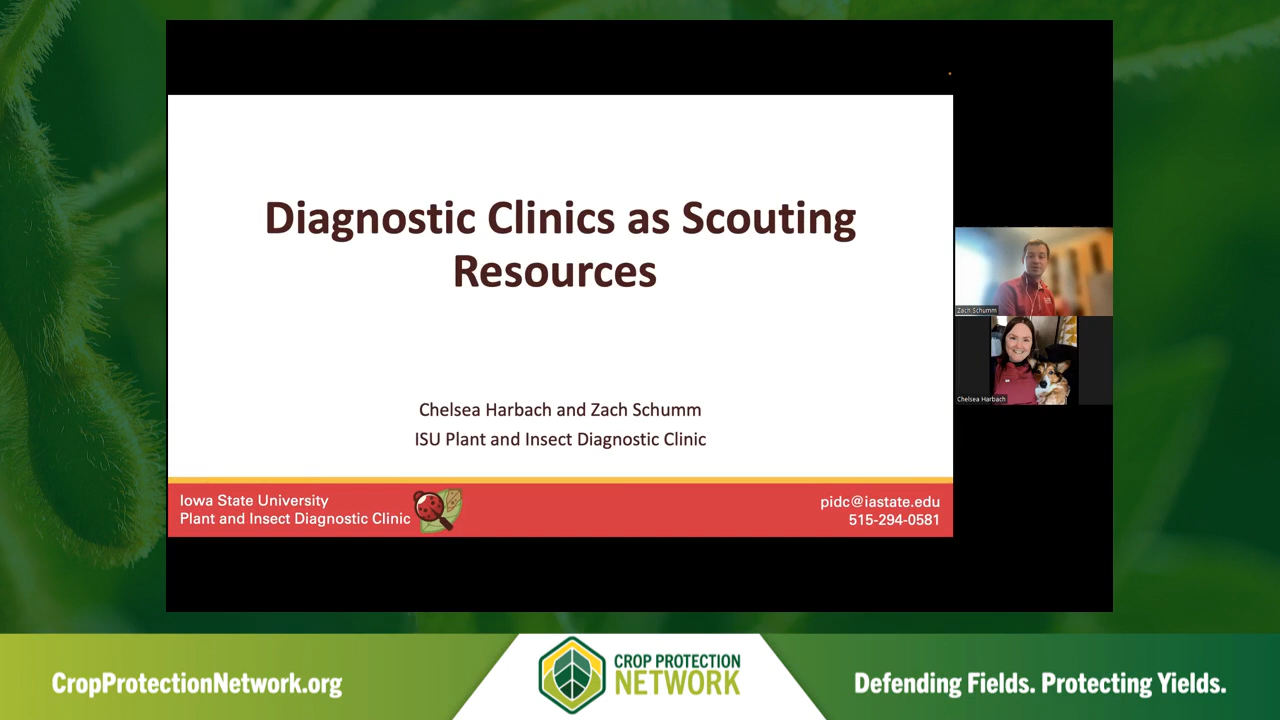 Diagnostic Clinics as Scouting
Resources
Chelsea Harbach and Zach Schumm
ISU Plant and Insect Diagnostic Clinic
Iowa State University
Plant and Insect Diagnostic Clinic
pidc@iastate.edu
515-294-0581
Zach Schumm
Chelsea Harbach
CropProtectionNetwork.org
CROP PROTECTION
NETWORK
Defending Fields. Protecting Yields.